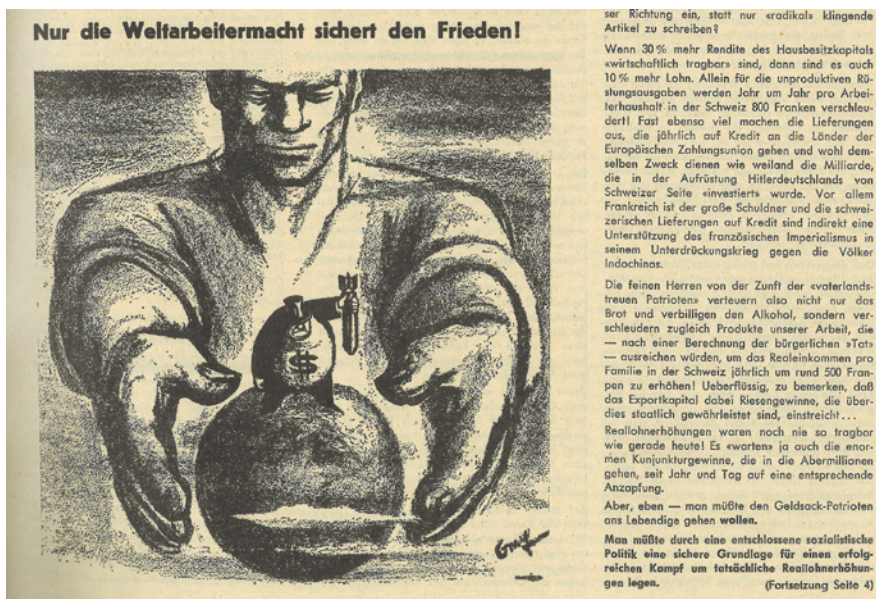 Nur die Weltarbeitermacht sichert den Frieden!
$
Greif
ser Richtung ein, statt nur «radikal» klingende
Artikel zu schreiben?
Wenn 30% mehr Rendite des Hausbesitzkapitals
«wirtschaftlich tragbar» sind, dann sind es auch
10% mehr Lohn. Allein für die unproduktiven Rü-
stungsausgaben werden Jahr um Jahr pro Arbei-
terhaushalt in der Schweiz 800 Franken verschleu-
dert! Fast ebenso viel machen die Lieferungen
aus, die jährlich auf Kredit an die Länder der
Europäischen Zahlungsunion gehen und wohl dem-
selben Zweck dienen wie weiland die Milliarde,
die in der Aufrüstung Hitlerdeutschlands von
Schweizer Seite «investiert» wurde. Vor allem
Frankreich ist der große Schuldner und die schwei-
zerischen Lieferungen auf Kredit sind indirekt eine
Unterstützung des französischen Imperialismus in
seinem Unterdrückungskrieg gegen die Völker
Indochinas.
Die feinen Herren von der Zunft der «vaterlands-
treuen Patrioten» verteuern also nicht nur das
Brot und verbilligen den Alkohol, sondern ver-
schleudern zugleich Produkte unserer Arbeit, die
— nach einer Berechnung der bürgerlichen »Tat»
— ausreichen würden, um das Realeinkommen pro
Familie in der Schweiz jährlich um rund 500 Fran-
pen zu erhöhen! Ueberflüssig, zu bemerken, daß
das Exportkapital dabei Riesengewinne, die über-
dies staatlich gewährleistet sind, einstreicht...
Reallohnerhöhungen waren noch nie so tragbar
wie gerade heute! Es «warten» ja auch die enor-
men Kunjunkturgewinne, die in die Abermillionen
gehen, seit Jahr und Tag auf eine entsprechende
Anzapfung.
Aber, eben — man müßte den Geldsack-Patrioten
ans Lebendige gehen wollen.
Man müßte durch eine entschlossene sozialistische
Politik eine sichere Grundlage für einen erfolg-
reichen Kampf um tatsächliche Reallohnerhöhun-
gen legen. (Fortsetzung Seite 4)